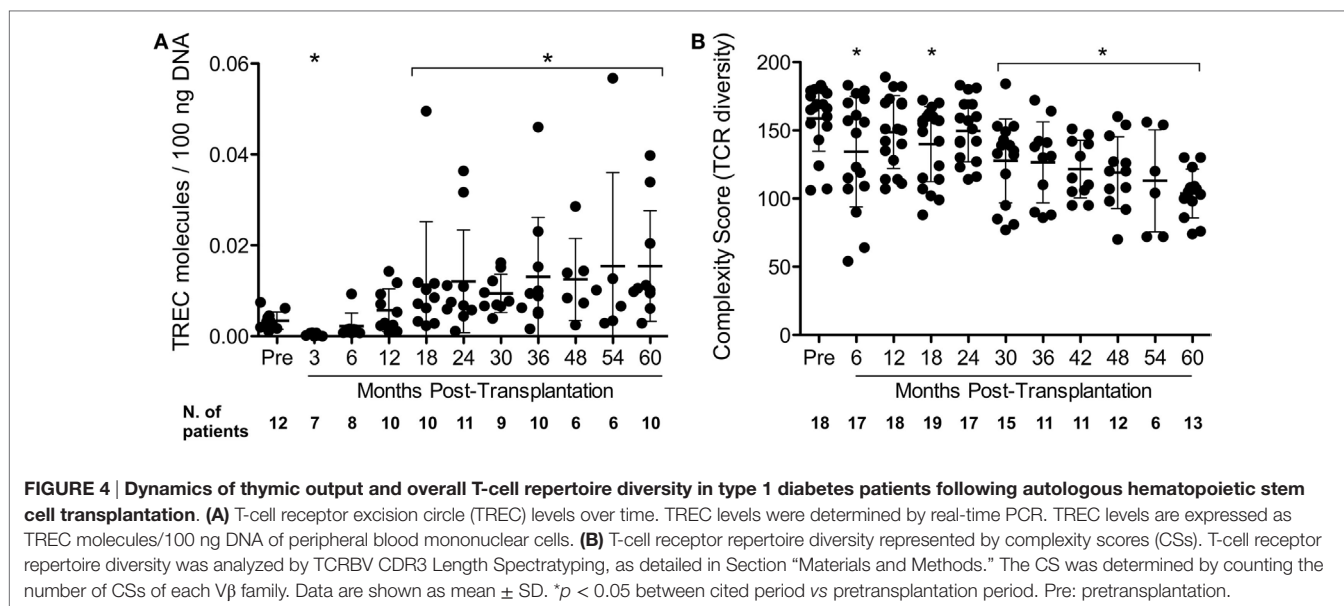 A
B
*
*
*
*
*
TREC molecules / 100 ng DNA
0.06
0.04
0.02
0.00
Pre 3 6 12 18 24 30 36 48 54 60
Months Post-Transplantation
N. of patients
12 7 8 10 10 11 9 10 6 6 10
Complexity Score (TCR diversity)
200
150
100
50
0
Pre 6 12 18 24 30 36 42 48 54 60
Months Post-Transplantation
18 17 18 19 17 15 11 11 12 6 13
FIGURE 4 | Dynamics of thymic output and overall T-cell repertoire diversity in type 1 diabetes patients following autologous hematopoietic stem
cell transplantation. (A) T-cell receptor excision circle (TREC) levels over time. TREC levels were determined by real-time PCR. TREC levels are expressed as
TREC molecules/100 ng DNA of peripheral blood mononuclear cells. (B) T-cell receptor repertoire diversity represented by complexity scores (CSs). T-cell receptor
repertoire diversity was analyzed by TCRBV CDR3 Length Spectratyping, as detailed in Section “Materials and Methods.” The CS was determined by counting the
number of CSs of each Vβ family. Data are shown as mean ± SD. *p < 0.05 between cited period vs pretransplantation period. Pre: pretransplantation.